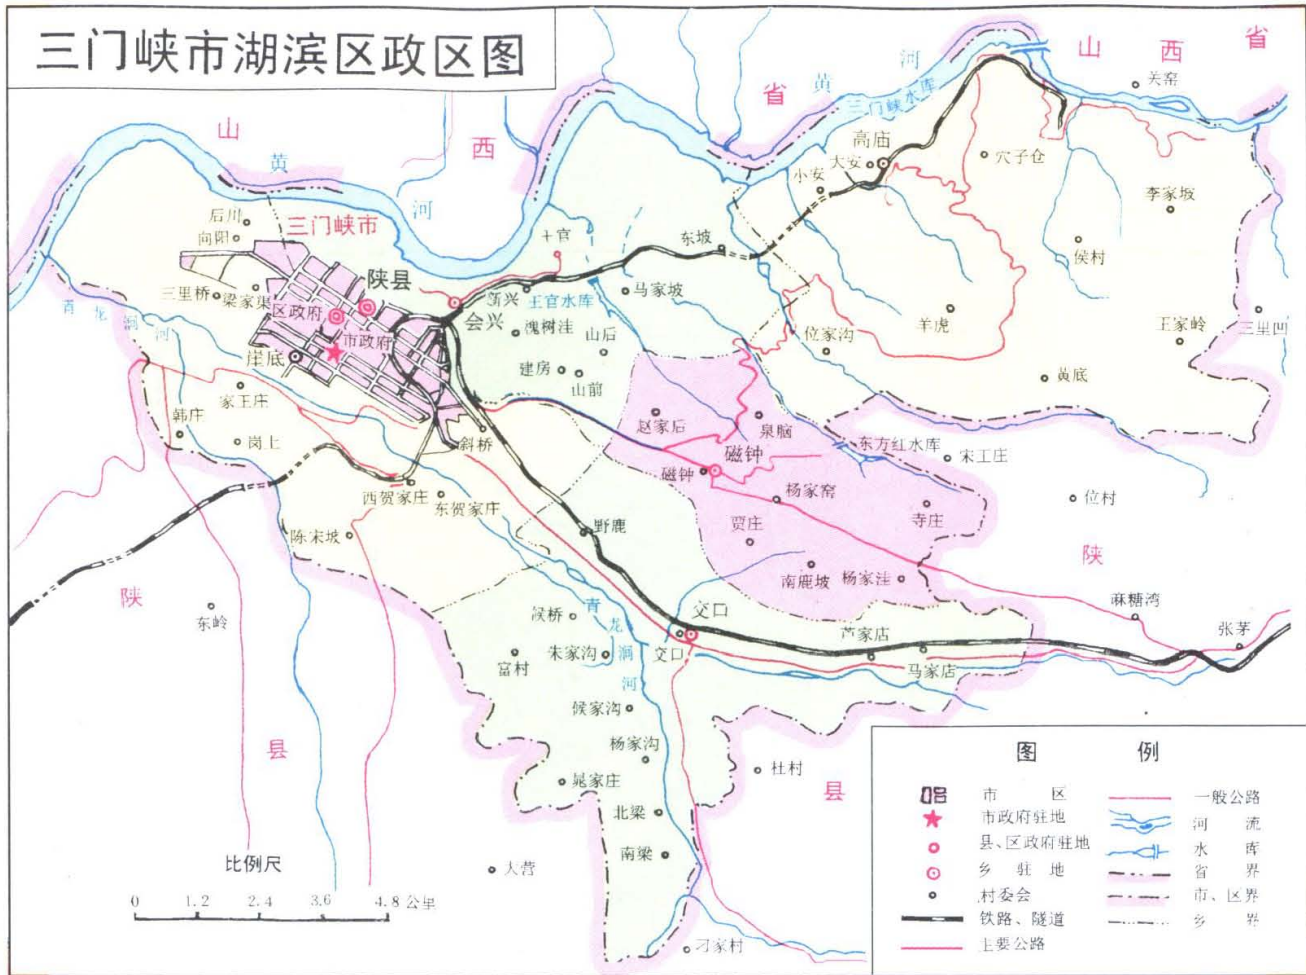 三门峡市湖滨区政区图
山西省
山西省
黄河
黄河
三门峡水库
关窑
高庙
大安
小安
穴子仓
李家坡
侯村
后川
向阳
三门峡市
陕县
三里桥
梁家渠
区政府
市政府
会兴
崖底
王官
东坡
新兴
王官水库
马家坡
槐树洼
山后
建房
山前
位家沟
羊虎
王家岭
三里凹
黄底
青龙涧河
韩庄
家王庄
岗上
斜桥
西贺家庄
东贺家庄
陈宋坡
赵家后
泉脑
磁钟
磁钟
东方红水库
宋王庄
杨家窑
位村
寺庄
贾庄
野鹿
南鹿坡
杨家洼
陕县
东岭
麻糖湾
张茅
交口
交口
芦家店
马家店
候桥
青龙涧河
朱家沟
富村
候家沟
杨家沟
晁家庄
北梁
南梁
杜村
大营
刁家村
陕县
比例尺
0 1.2 2.4 3.6 4.8 公里
图例
市区
市政府驻地
县、区政府驻地
乡驻地
村委会
铁路、隧道
主要公路
一般公路
河流
水库
省界
市、区界
乡界